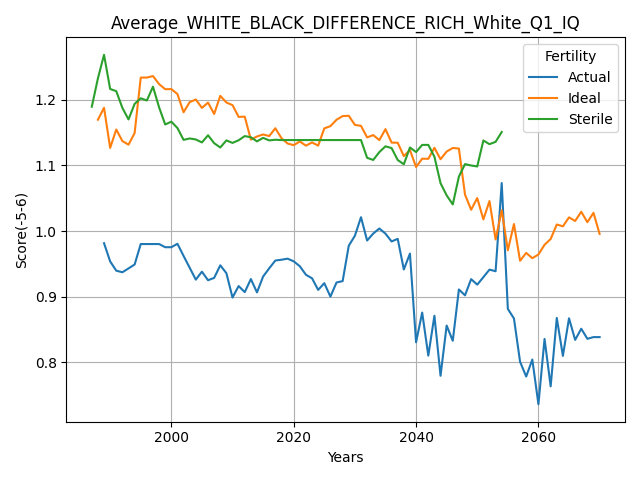 Average_WHITE_BLACK_DIFFERENCE_RICH_White_Q1_IQ
Fertility
Actual
Ideal
Sterile
Score(-5-6)
1.2
1.1
1.0
0.9
0.8
2000
2020
2040
2060
Years